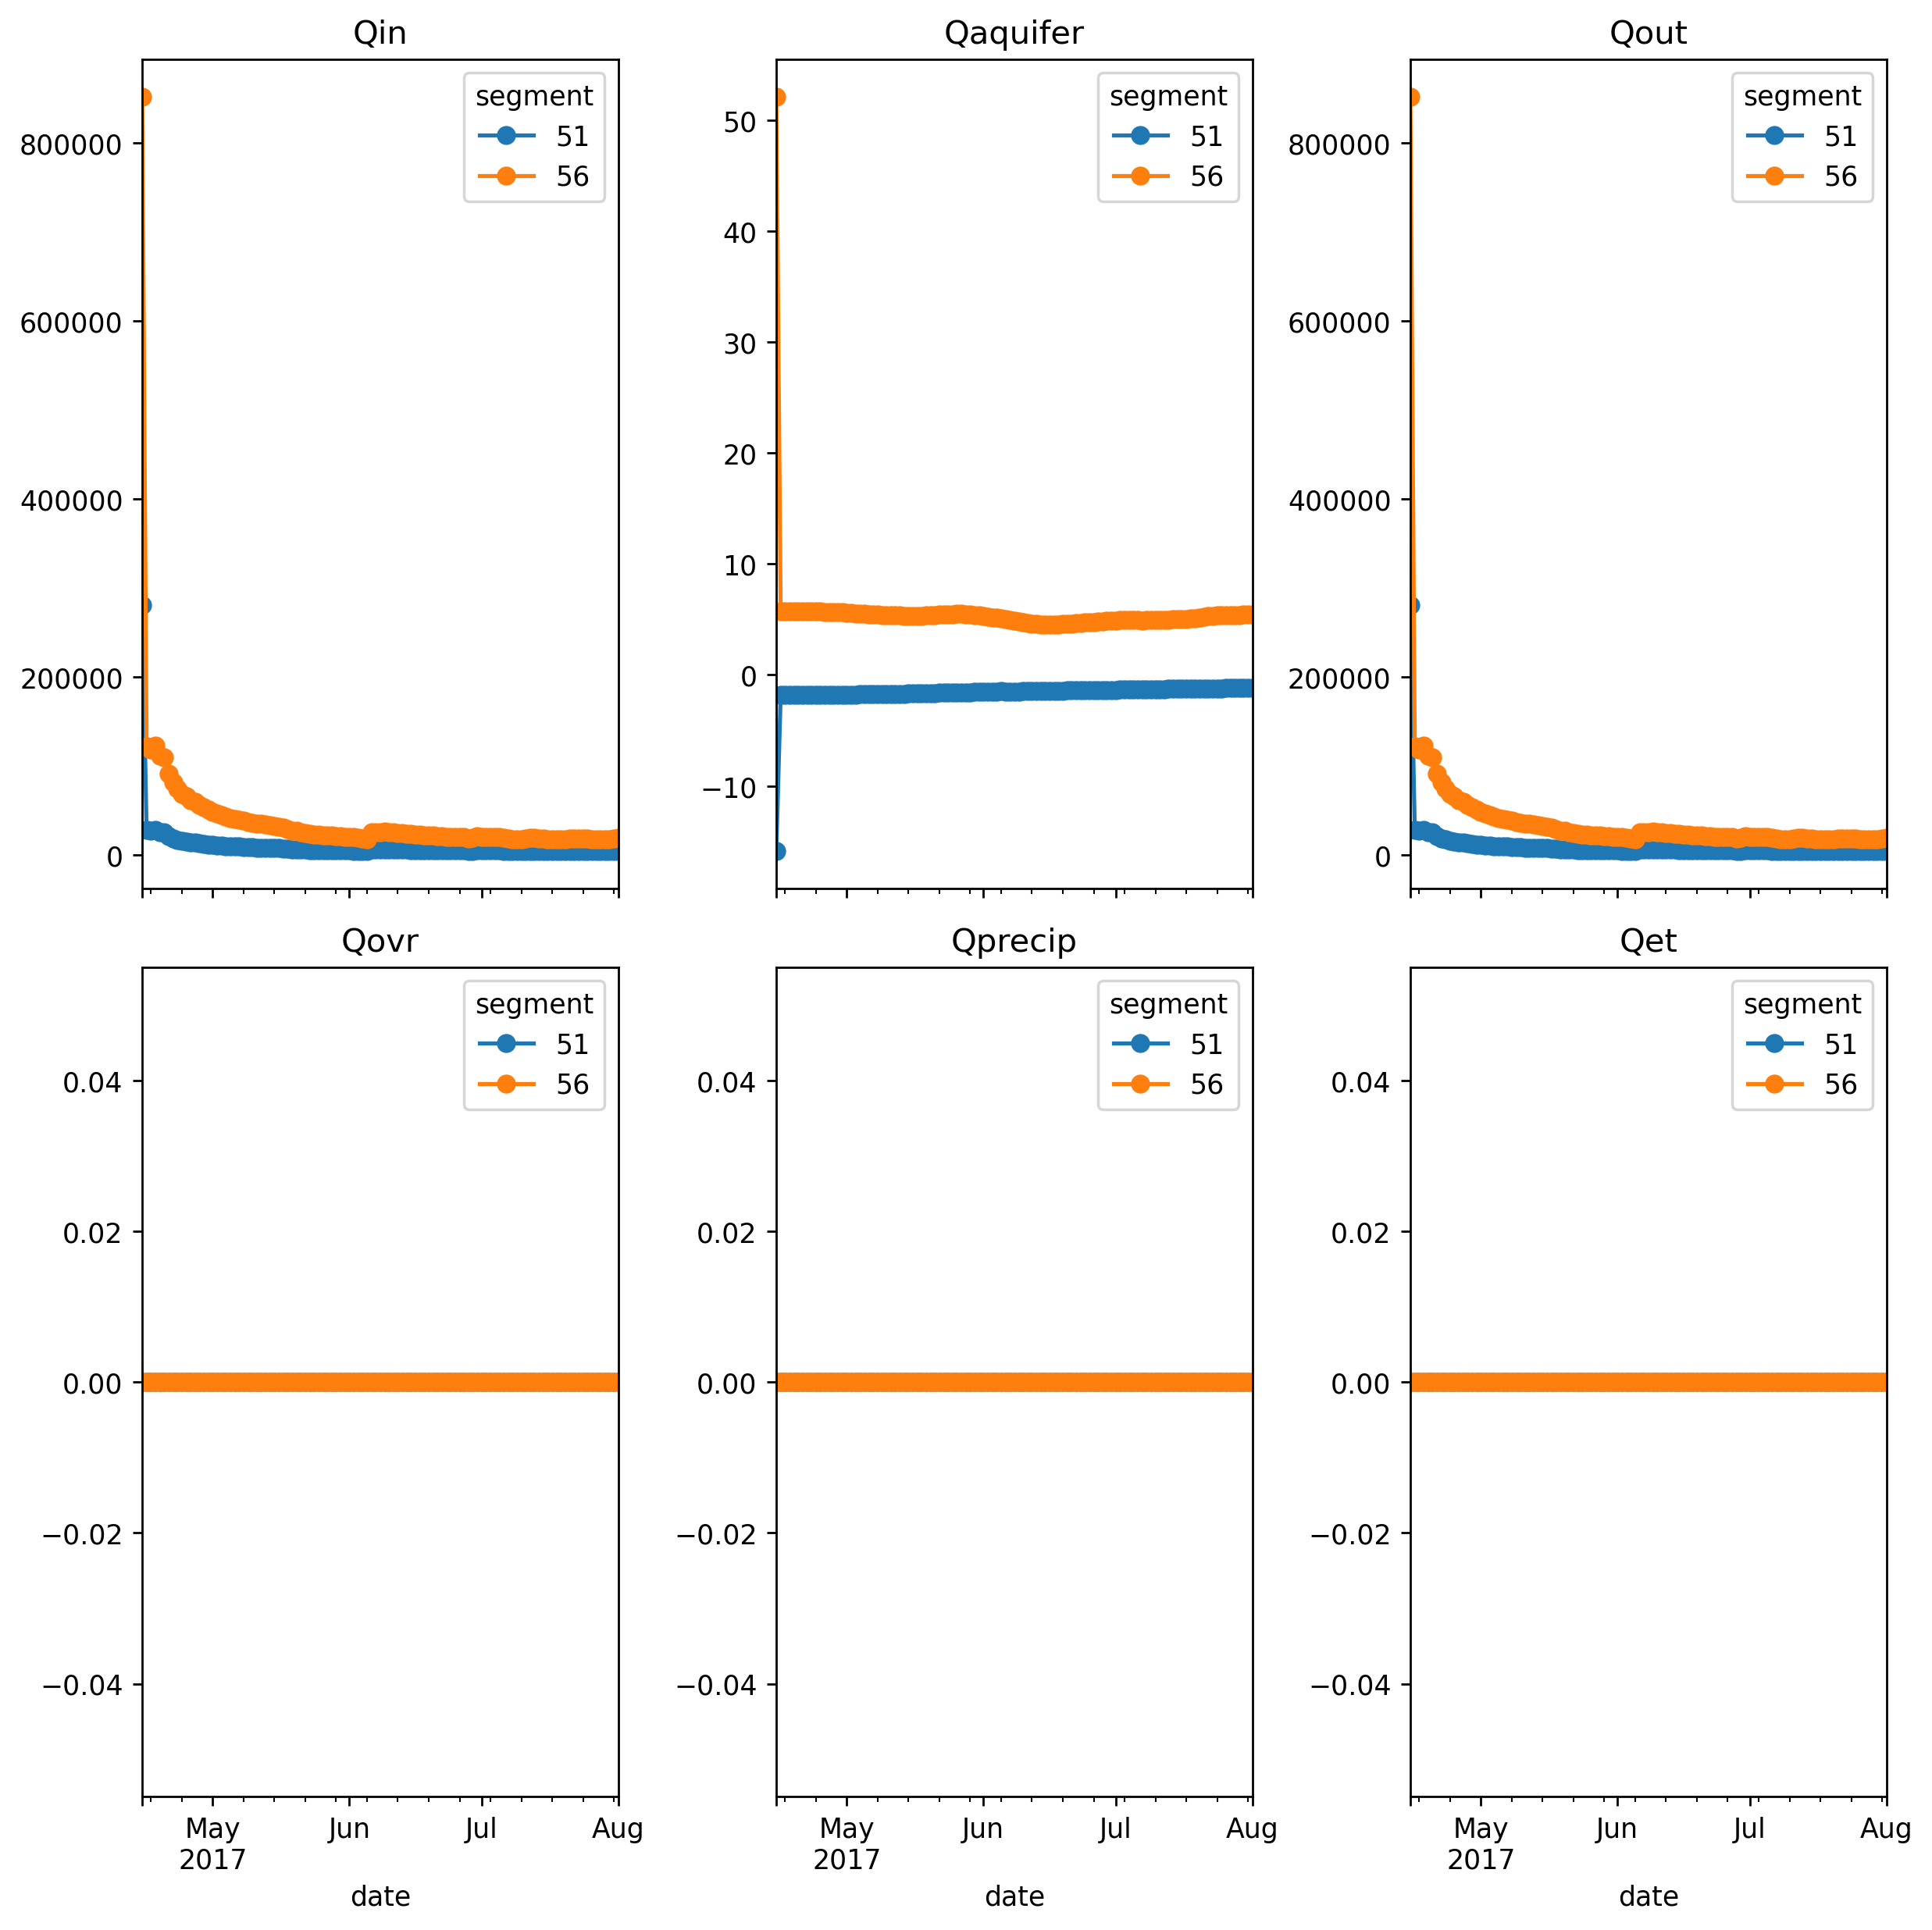 Qin
800000
600000
400000
200000
0
segment
51
56
Qaquifer
50
40
30
20
10
0
−10
segment
51
56
Qout
800000
600000
400000
200000
0
segment
51
56
Qovr
0.04
0.02
0.00
−0.02
−0.04
segment
51
56
May
2017
Jun
Jul
Aug
date
Qprecip
0.04
0.02
0.00
−0.02
−0.04
segment
51
56
May
2017
Jun
Jul
Aug
date
Qet
0.04
0.02
0.00
−0.02
−0.04
segment
51
56
May
2017
Jun
Jul
Aug
date